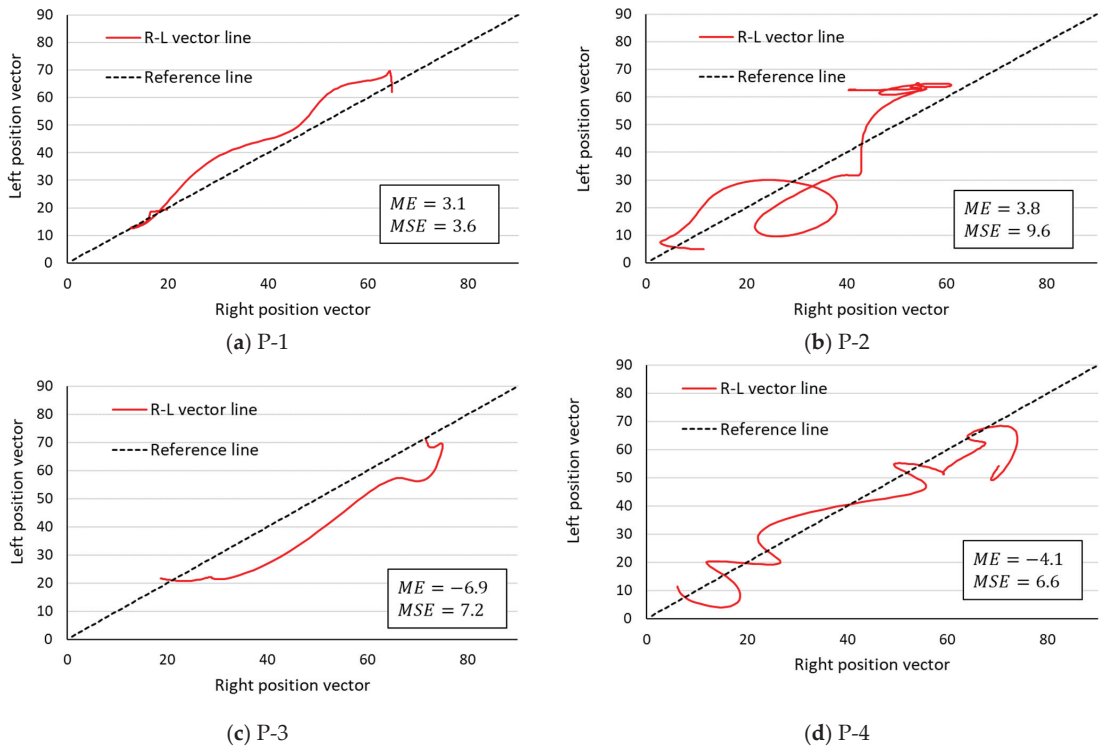 90
80
70
60
50
40
30
20
10
0
Left position vector
R-L vector line
Reference line
ME = 3.1
MSE = 3.6
0 20 40 60 80
Right position vector
(a) P-1
90
80
70
60
50
40
30
20
10
0
Left position vector
R-L vector line
Reference line
ME = 3.8
MSE = 9.6
0 20 40 60 80
Right position vector
(b) P-2
90
80
70
60
50
40
30
20
10
0
Left position vector
R-L vector line
Reference line
ME = −6.9
MSE = 7.2
0 20 40 60 80
Right position vector
(c) P-3
90
80
70
60
50
40
30
20
10
0
Left position vector
R-L vector line
Reference line
ME = −4.1
MSE = 6.6
0 20 40 60 80
Right position vector
(d) P-4